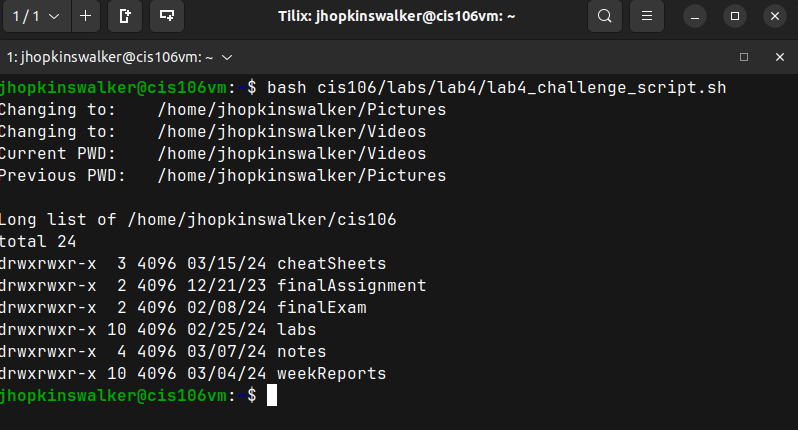 1 / 1
Tilix: jhopkinswalker@cis106vm: ~
1: jhopkinswalker@cis106vm: ~
jhopkinswalker@cis106vm:~$ bash cis106/labs/lab4/lab4_challenge_script.sh
Changing to:    /home/jhopkinswalker/Pictures
Changing to:    /home/jhopkinswalker/Videos
Current PWD:    /home/jhopkinswalker/Videos
Previous PWD:   /home/jhopkinswalker/Pictures
Long list of /home/jhopkinswalker/cis106
total 24
drwxrwxr-x  3 4096 03/15/24 cheatSheets
drwxrwxr-x  2 4096 12/21/23 finalAssignment
drwxrwxr-x  2 4096 02/08/24 finalExam
drwxrwxr-x 10 4096 02/25/24 labs
drwxrwxr-x  4 4096 03/07/24 notes
drwxrwxr-x 10 4096 03/04/24 weekReports
jhopkinswalker@cis106vm:~$